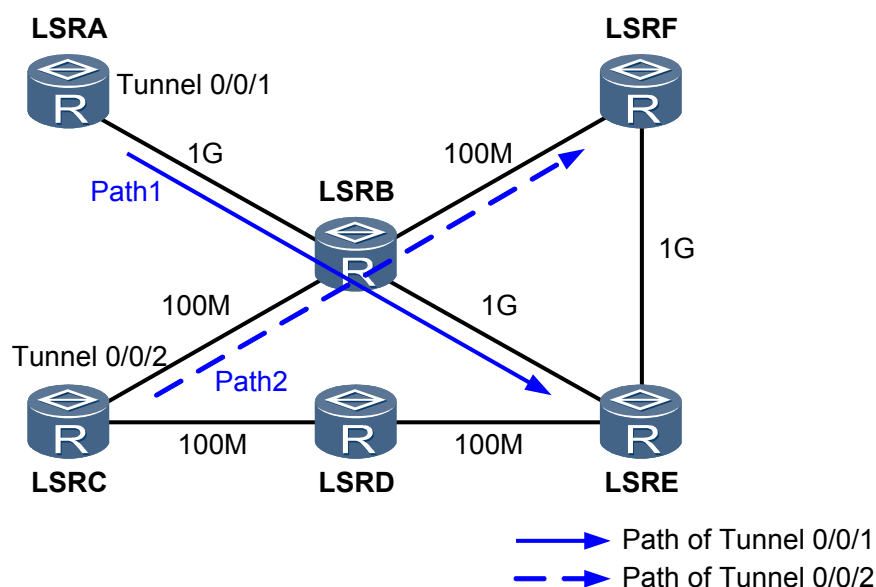 LSRA
LSRF
Tunnel 0/0/1
R
R
1G
100M
Path1
LSRB
R
1G
100M
1G
Tunnel 0/0/2
Path2
R
R
R
100M
100M
LSRC
LSRD
LSRE
Path of Tunnel 0/0/1
Path of Tunnel 0/0/2